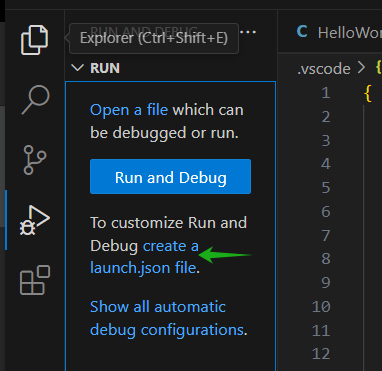 RUN AND DEBUG ...
Explorer (Ctrl+Shift+E)
C HelloWor
RUN
.vscode > {
Open a file which can
be debugged or run.
Run and Debug
To customize Run and
Debug create a
launch.json file.
Show all automatic
debug configurations.
1 {
2
3
4
5
6
7
8
9
10
11
12